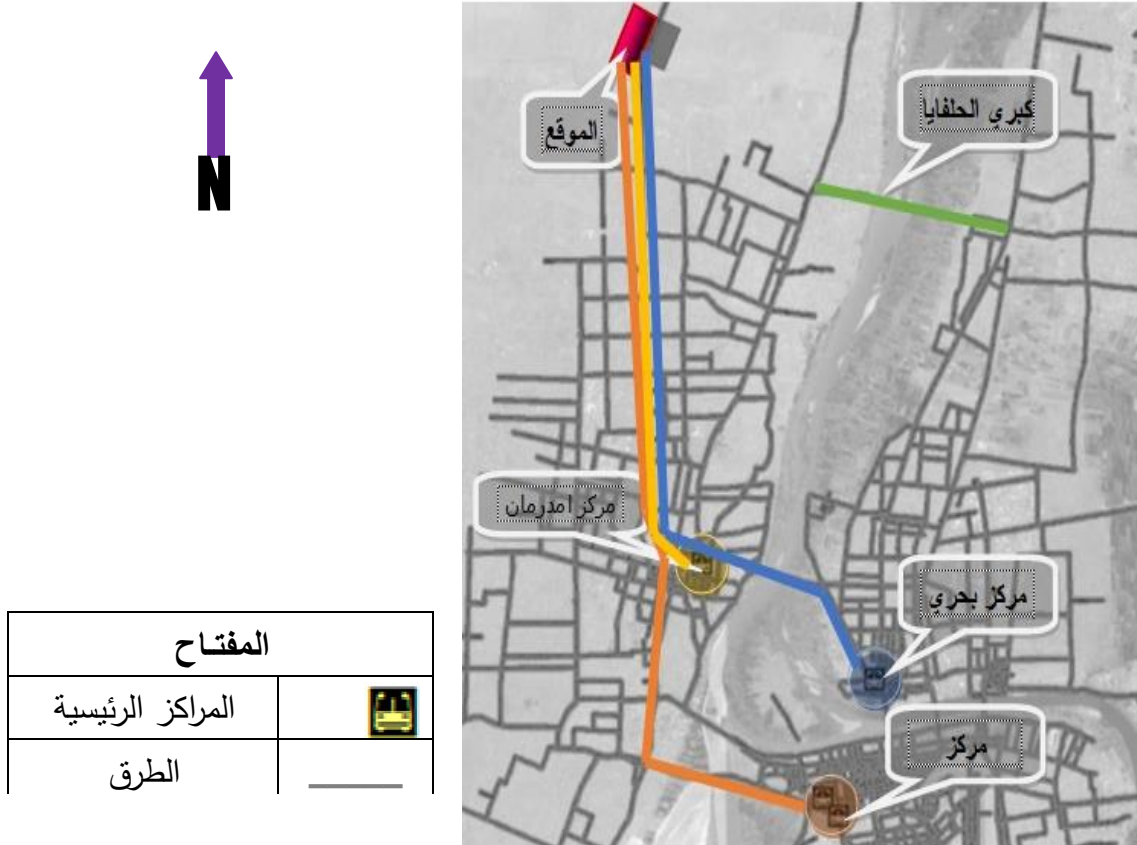 N
الموقع
كبري الحلفايا
مركز امدرمان
مركز بحري
مركز
المفتاح
المراكز الرئيسية
الطرق